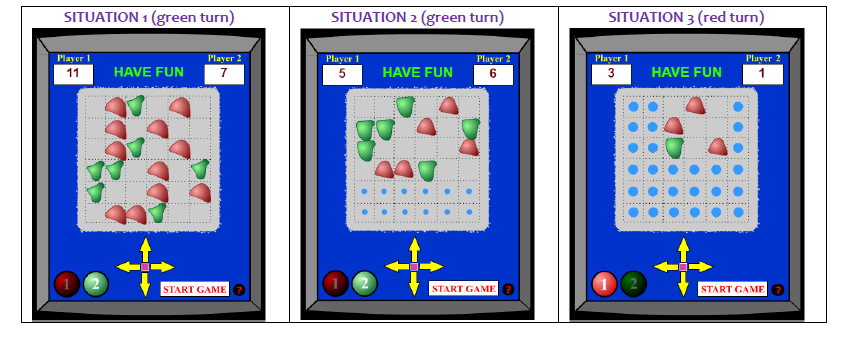 SITUATION 1 (green turn)
Player 1
Player 2
11
HAVE FUN
7
1
2
START GAME
?
SITUATION 2 (green turn)
Player 1
Player 2
5
HAVE FUN
6
1
2
START GAME
?
SITUATION 3 (red turn)
Player 1
Player 2
3
HAVE FUN
1
1
2
START GAME
?